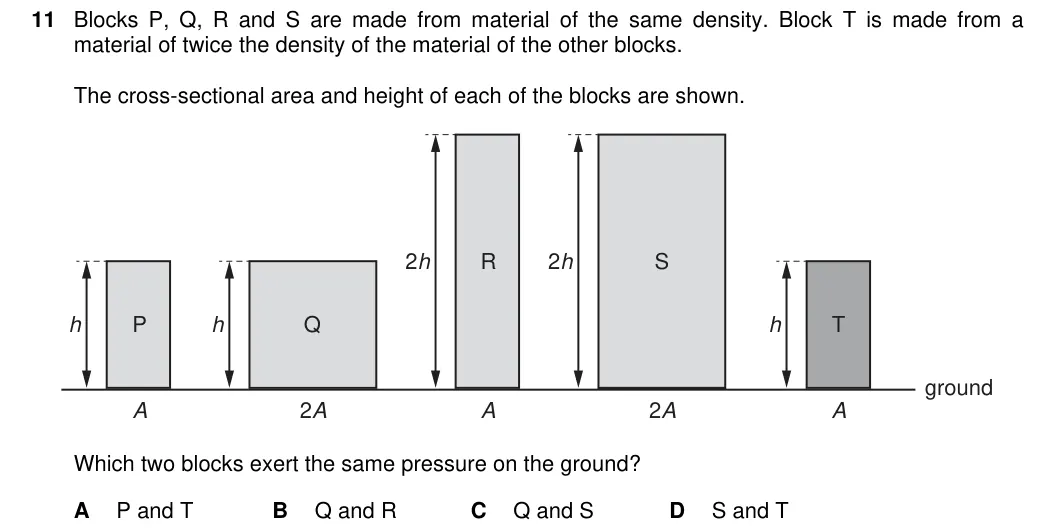 11 Blocks P, Q, R and S are made from material of the same density. Block T is made from a
material of twice the density of the material of the other blocks.
The cross-sectional area and height of each of the blocks are shown.
2h R 2h S
h P h Q h T
ground
A 2A A 2A A
Which two blocks exert the same pressure on the ground?
A P and T B Q and R C Q and S D S and T